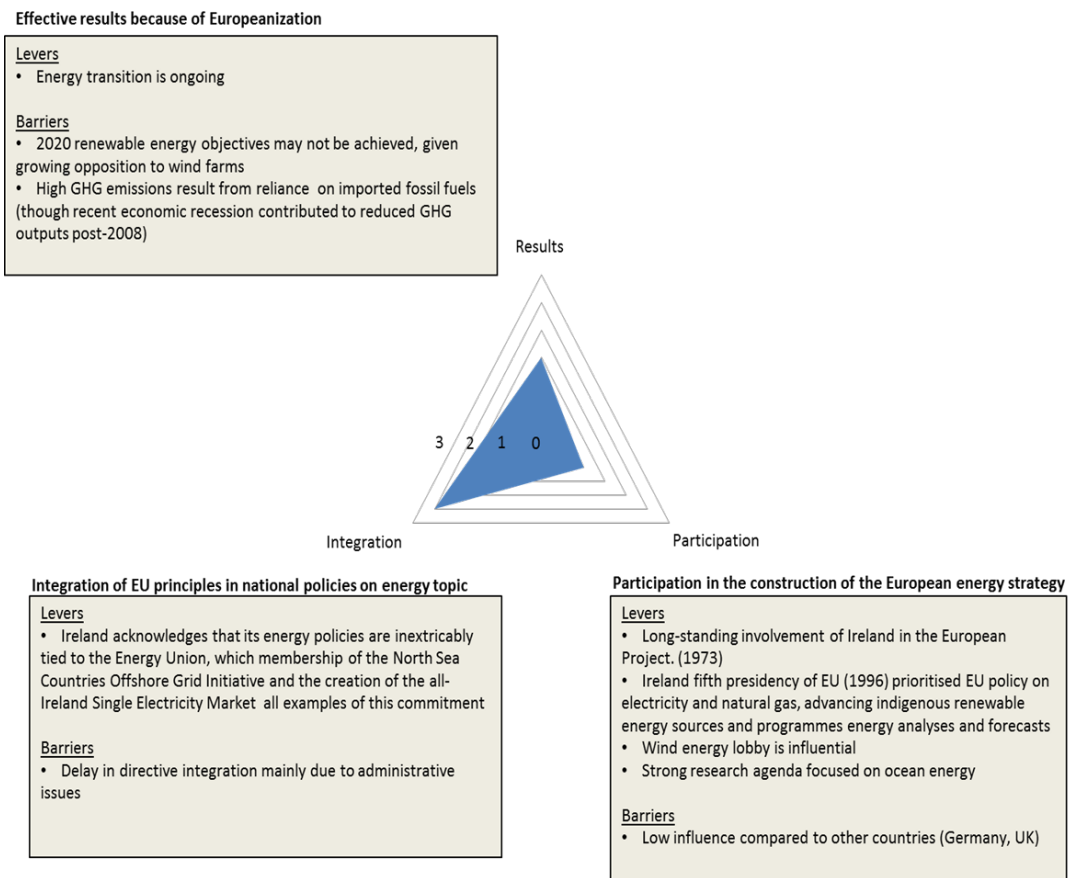 Effective results because of Europeanization
Levers
• Energy transition is ongoing
Barriers
• 2020 renewable energy objectives may not be achieved, given
growing opposition to wind farms
• High GHG emissions result from reliance on imported fossil fuels
(though recent economic recession contributed to reduced GHG
outputs post-2008)
Results
3 2 1 0
Integration
Participation
Integration of EU principles in national policies on energy topic
Levers
• Ireland acknowledges that its energy policies are inextricably
tied to the Energy Union, which membership of the North Sea
Countries Offshore Grid Initiative and the creation of the all-
Ireland Single Electricity Market all examples of this commitment
Barriers
• Delay in directive integration mainly due to administrative
issues
Participation in the construction of the European energy strategy
Levers
• Long-standing involvement of Ireland in the European
Project. (1973)
• Ireland fifth presidency of EU (1996) prioritised EU policy on
electricity and natural gas, advancing indigenous renewable
energy sources and programmes energy analyses and forecasts
• Wind energy lobby is influential
• Strong research agenda focused on ocean energy
Barriers
• Low influence compared to other countries (Germany, UK)